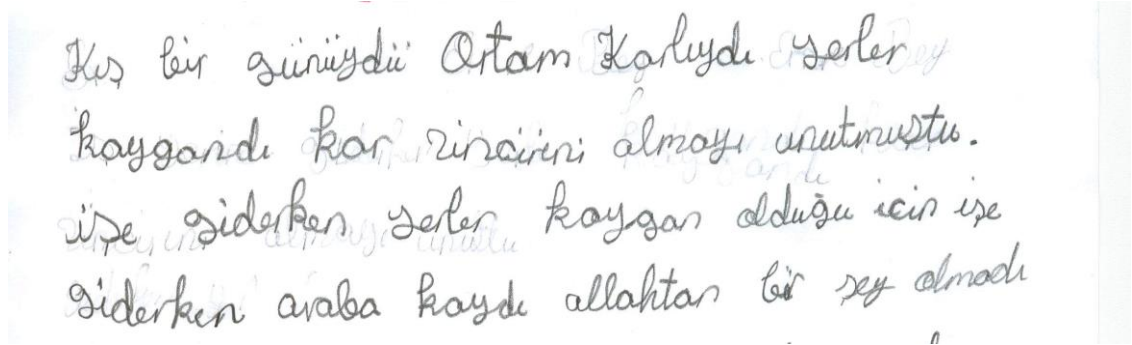 Kış bir günüydü Ortam Karlıydı yerler
kaygandı kar zincirini almayı unutmuştu.
işe giderken yerler kaygan olduğu icin işe
giderken araba kaydı allahtan bir şey olmadı